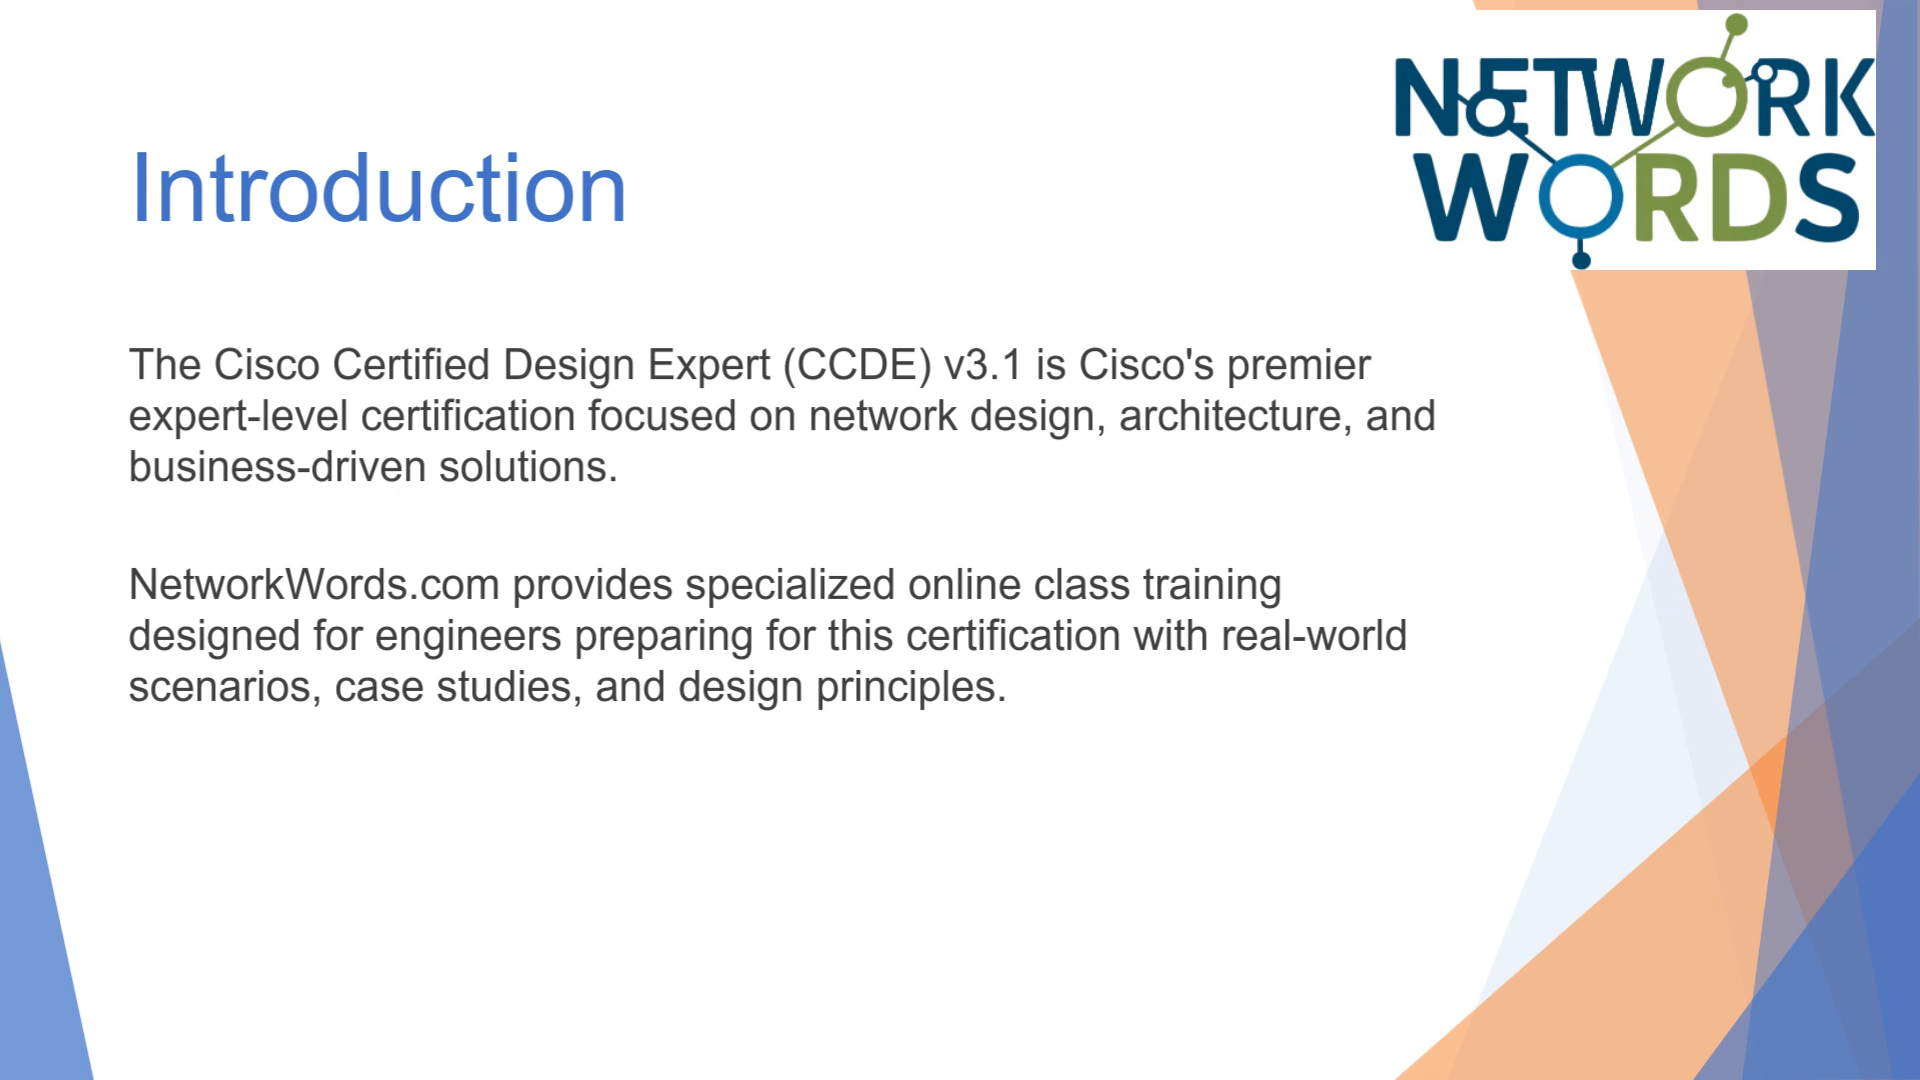 NETWORK
WORDS
Introduction
The Cisco Certified Design Expert (CCDE) v3.1 is Cisco's premier
expert-level certification focused on network design, architecture, and
business-driven solutions.
NetworkWords.com provides specialized online class training
designed for engineers preparing for this certification with real-world
scenarios, case studies, and design principles.